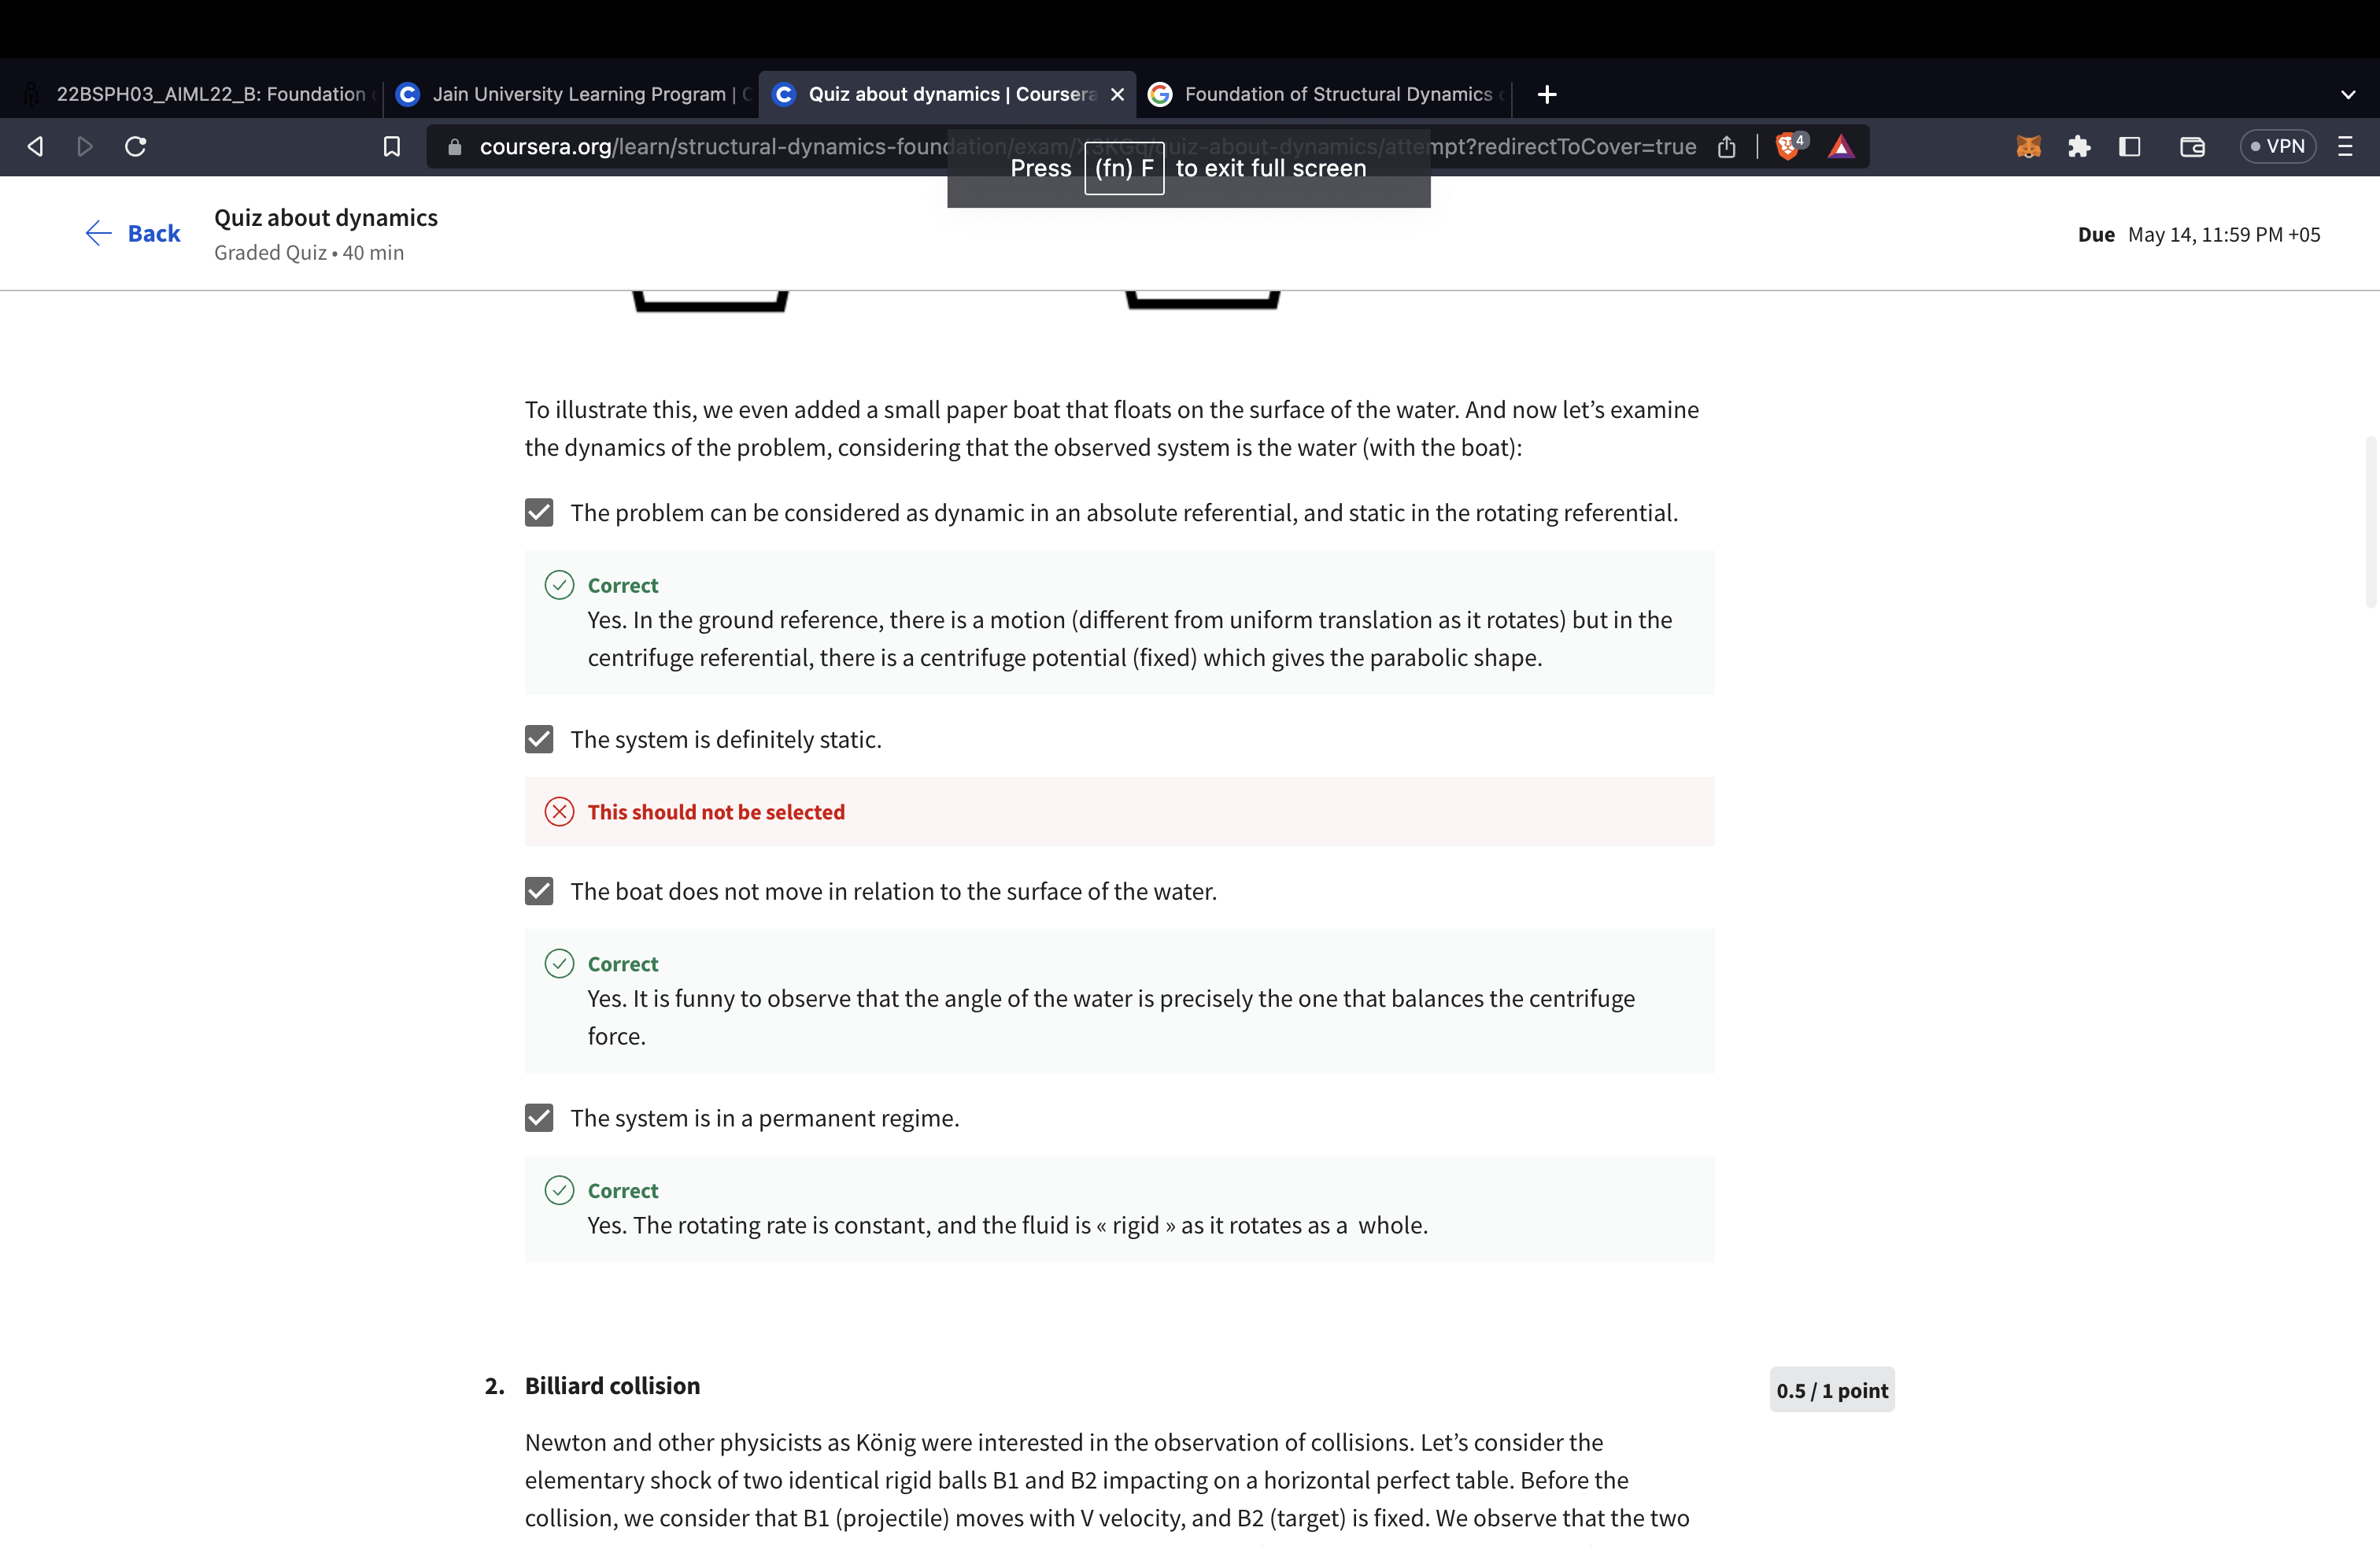 22BSPH03_AIML22_B: Foundation
Jain University Learning Program |
Quiz about dynamics | Coursera
Foundation of Structural Dynamics
coursera.org/learn/structural-dynamics-foundation/exam/ quiz-about-dynamics/attempt?redirectToCover=true
4
VPN
Press (fn) F to exit full screen
Back
Quiz about dynamics
Graded Quiz • 40 min
Due May 14, 11:59 PM +05
To illustrate this, we even added a small paper boat that floats on the surface of the water. And now let’s examine
the dynamics of the problem, considering that the observed system is the water (with the boat):
The problem can be considered as dynamic in an absolute referential, and static in the rotating referential.
Correct
Yes. In the ground reference, there is a motion (different from uniform translation as it rotates) but in the
centrifuge referential, there is a centrifuge potential (fixed) which gives the parabolic shape.
The system is definitely static.
This should not be selected
The boat does not move in relation to the surface of the water.
Correct
Yes. It is funny to observe that the angle of the water is precisely the one that balances the centrifuge
force.
The system is in a permanent regime.
Correct
Yes. The rotating rate is constant, and the fluid is « rigid » as it rotates as a whole.
2. Billiard collision
0.5 / 1 point
Newton and other physicists as König were interested in the observation of collisions. Let’s consider the
elementary shock of two identical rigid balls B1 and B2 impacting on a horizontal perfect table. Before the
collision, we consider that B1 (projectile) moves with V velocity, and B2 (target) is fixed. We observe that the two